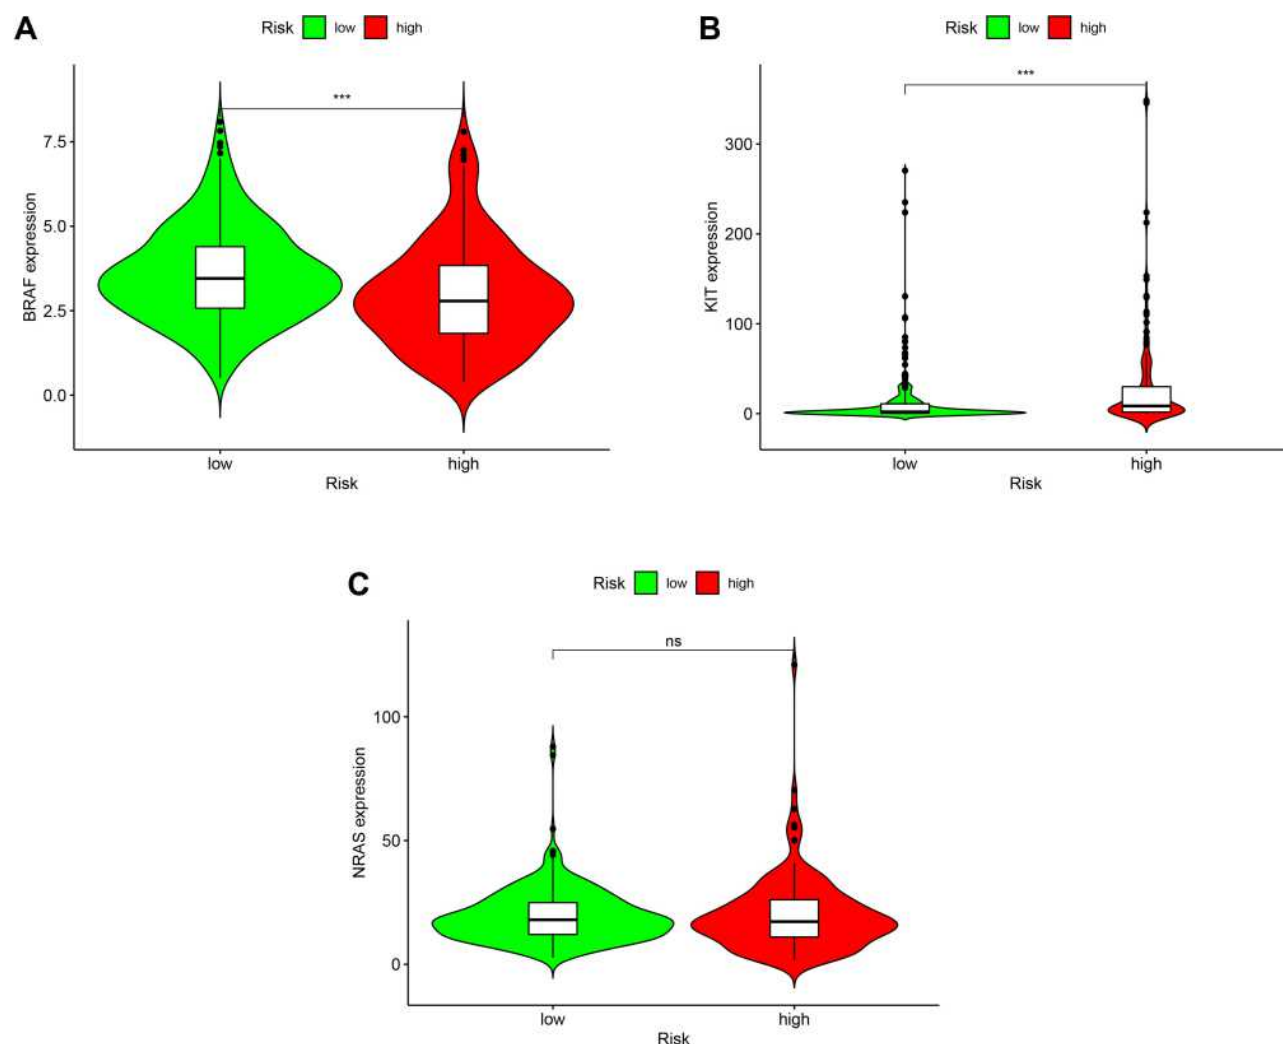 A
Risk low high
***
BRAF expression
7.5
5.0
2.5
0.0
low high
Risk
B
Risk low high
***
KIT expression
300
200
100
0
low high
Risk
C
Risk low high
ns
NRAS expression
100
50
0
low high
Risk